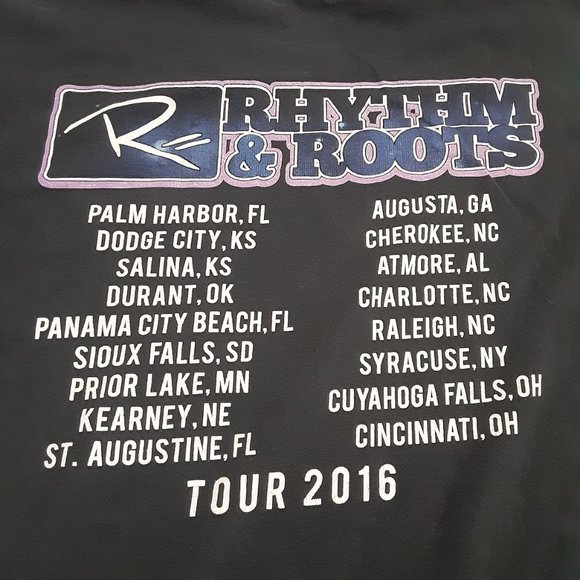 R
RHYTHM
& ROOTS
PALM HARBOR, FL
DODGE CITY, KS
SALINA, KS
DURANT, OK
PANAMA CITY BEACH, FL
SIOUX FALLS, SD
PRIOR LAKE, MN
KEARNEY, NE
ST. AUGUSTINE, FL
AUGUSTA, GA
CHEROKEE, NC
ATMORE, AL
CHARLOTTE, NC
RALEIGH, NC
SYRACUSE, NY
CUYAHOGA FALLS, OH
CINCINNATI, OH
TOUR 2016